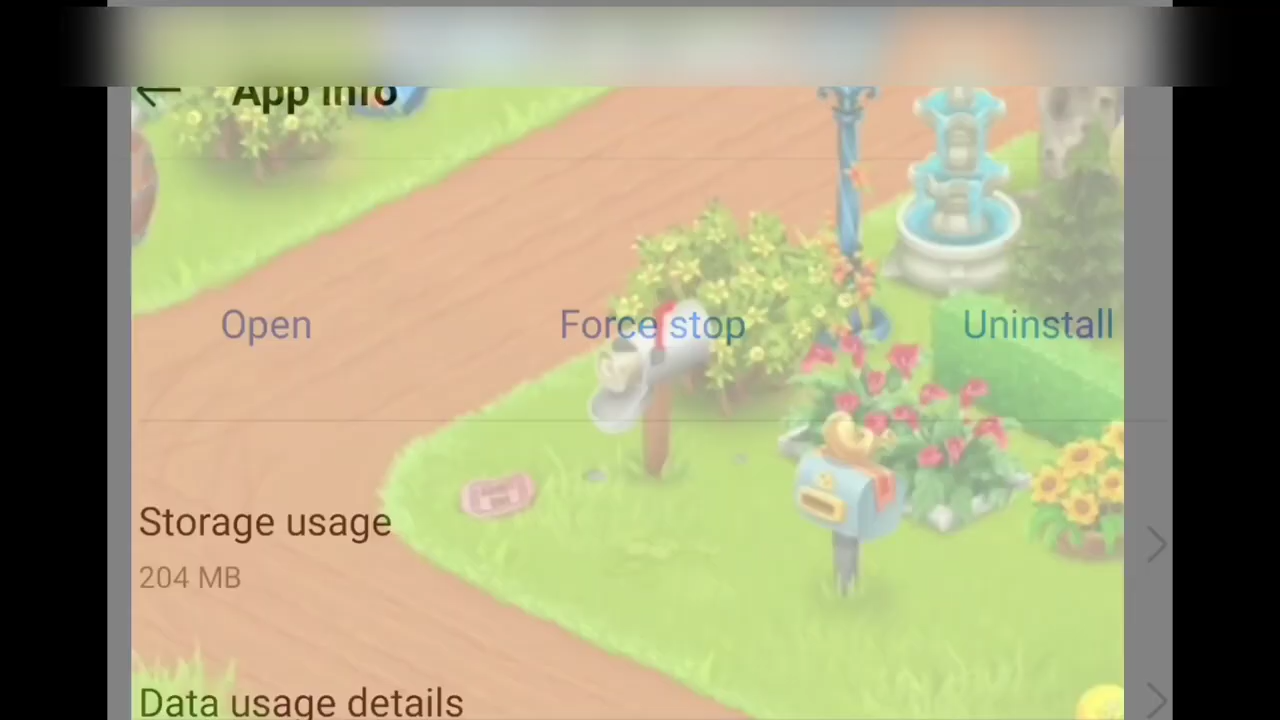 App info
Open Force stop Uninstall
Storage usage
204 MB
Data usage details